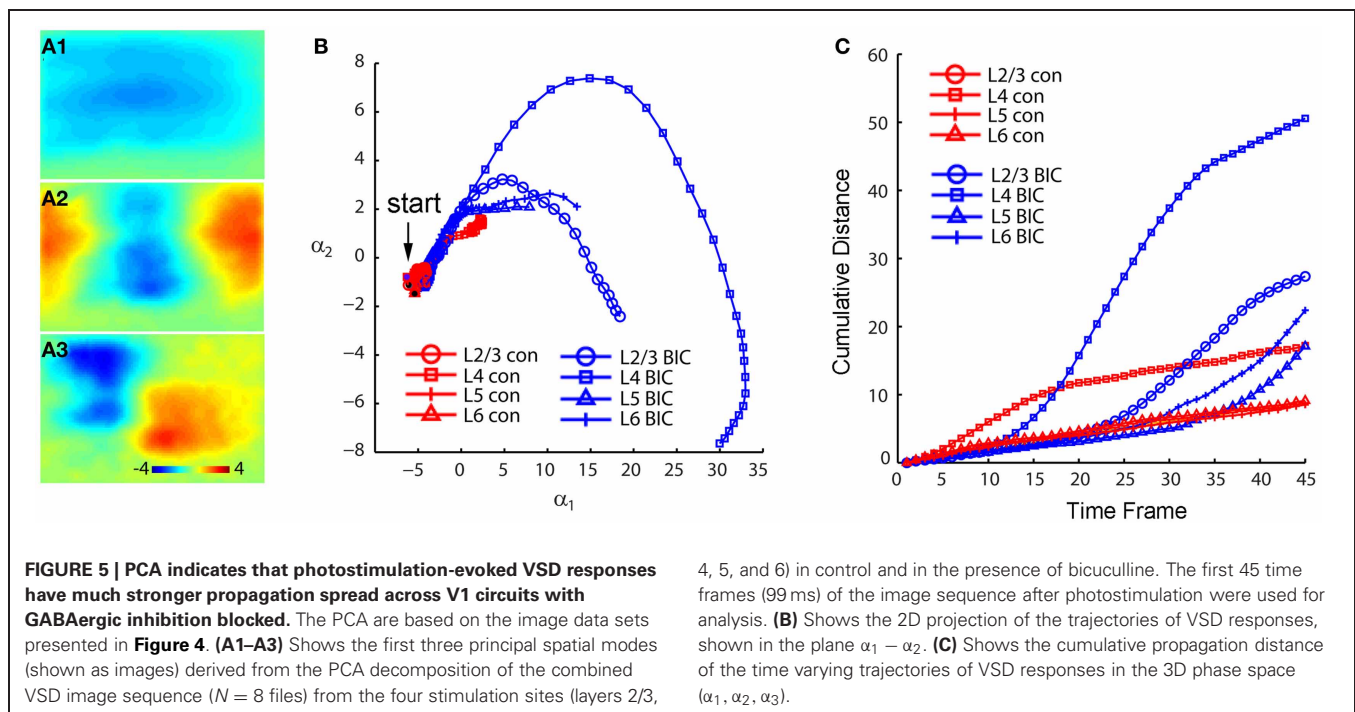 A1
A2
A3
-4 4
B
8
6
4
2
0
−2
−4
−6
−8
α2
start
L2/3 con
L4 con
L5 con
L6 con
L2/3 BIC
L4 BIC
L5 BIC
L6 BIC
−5 0 5 10 15 20 25 30 35
α1
C
60
50
40
30
20
10
0
Cumulative Distance
L2/3 con
L4 con
L5 con
L6 con
L2/3 BIC
L4 BIC
L5 BIC
L6 BIC
0 5 10 15 20 25 30 35 40 45
Time Frame
FIGURE 5 | PCA indicates that photostimulation-evoked VSD responses
have much stronger propagation spread across V1 circuits with
GABAergic inhibition blocked. The PCA are based on the image data sets
presented in Figure 4. (A1–A3) Shows the first three principal spatial modes
(shown as images) derived from the PCA decomposition of the combined
VSD image sequence (N = 8 files) from the four stimulation sites (layers 2/3,
4, 5, and 6) in control and in the presence of bicuculline. The first 45 time
frames (99 ms) of the image sequence after photostimulation were used for
analysis. (B) Shows the 2D projection of the trajectories of VSD responses,
shown in the plane α1 − α2. (C) Shows the cumulative propagation distance
of the time varying trajectories of VSD responses in the 3D phase space
(α1, α2, α3).